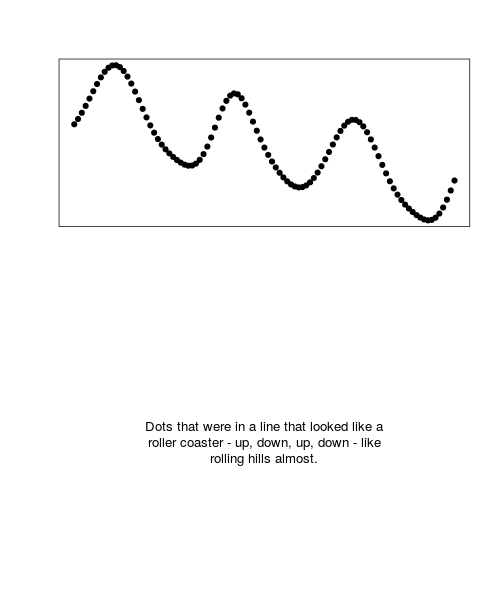 Dots that were in a line that looked like a
roller coaster - up, down, up, down - like
rolling hills almost.